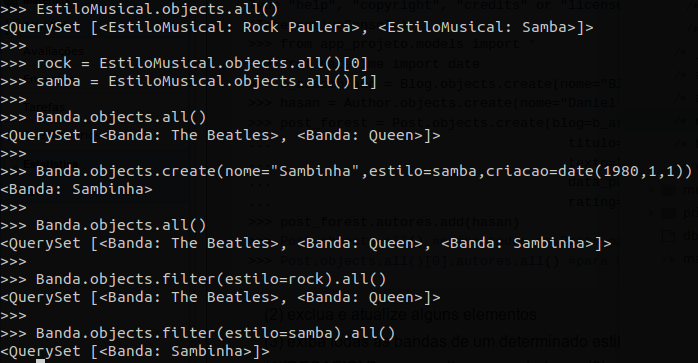 >>> EstiloMusical.objects.all()
<QuerySet [<EstiloMusical: Rock Paulera>, <EstiloMusical: Samba>]>
>>>
>>> rock = EstiloMusical.objects.all()[0]
>>> samba = EstiloMusical.objects.all()[1]
>>>
>>> Banda.objects.all()
<QuerySet [<Banda: The Beatles>, <Banda: Queen>]>
>>>
>>> Banda.objects.create(nome="Sambinha",estilo=samba,criacao=date(1980,1,1))
<Banda: Sambinha>
>>>
>>> Banda.objects.all()
<QuerySet [<Banda: The Beatles>, <Banda: Queen>, <Banda: Sambinha>]>
>>>
>>> Banda.objects.filter(estilo=rock).all()
<QuerySet [<Banda: The Beatles>, <Banda: Queen>]>
>>>
>>> Banda.objects.filter(estilo=samba).all()
<QuerySet [<Banda: Sambinha>]>